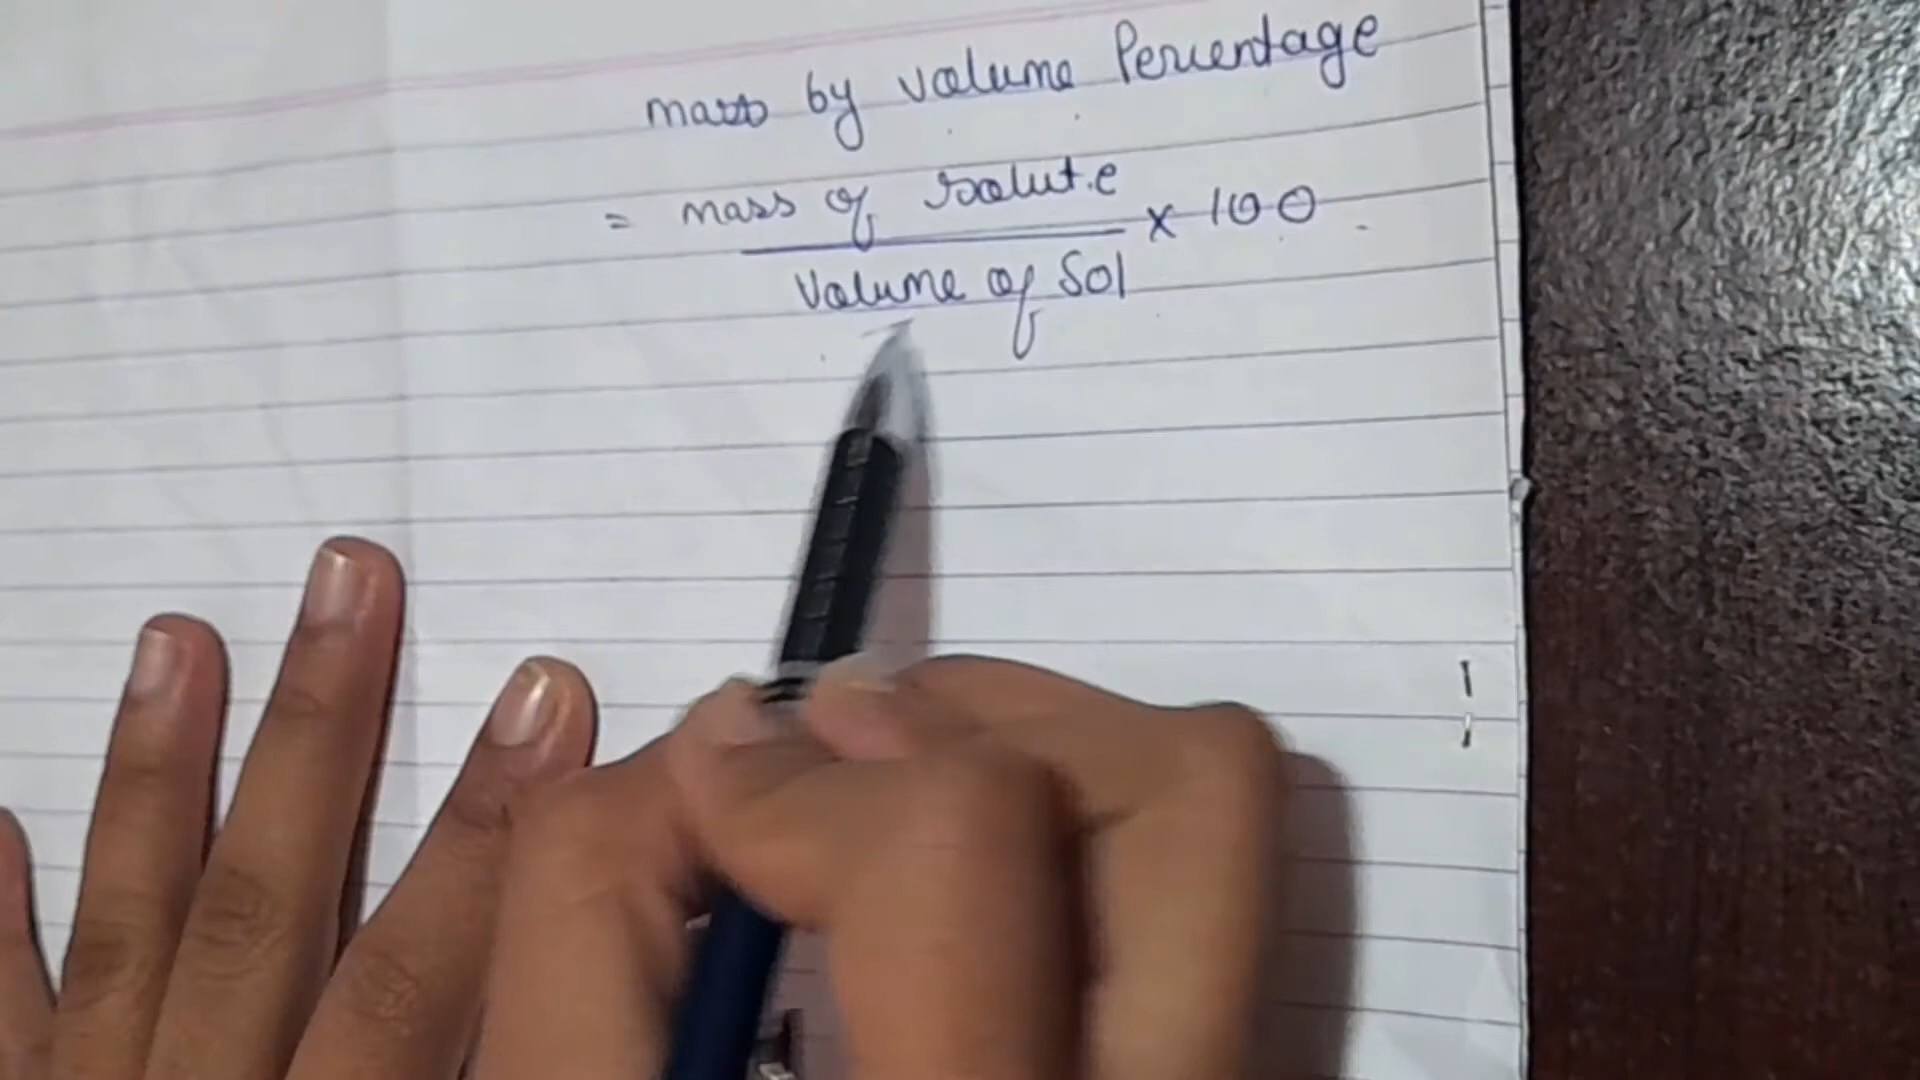 mass by volume Percentage
= mass of solute × 100
Volume of Sol